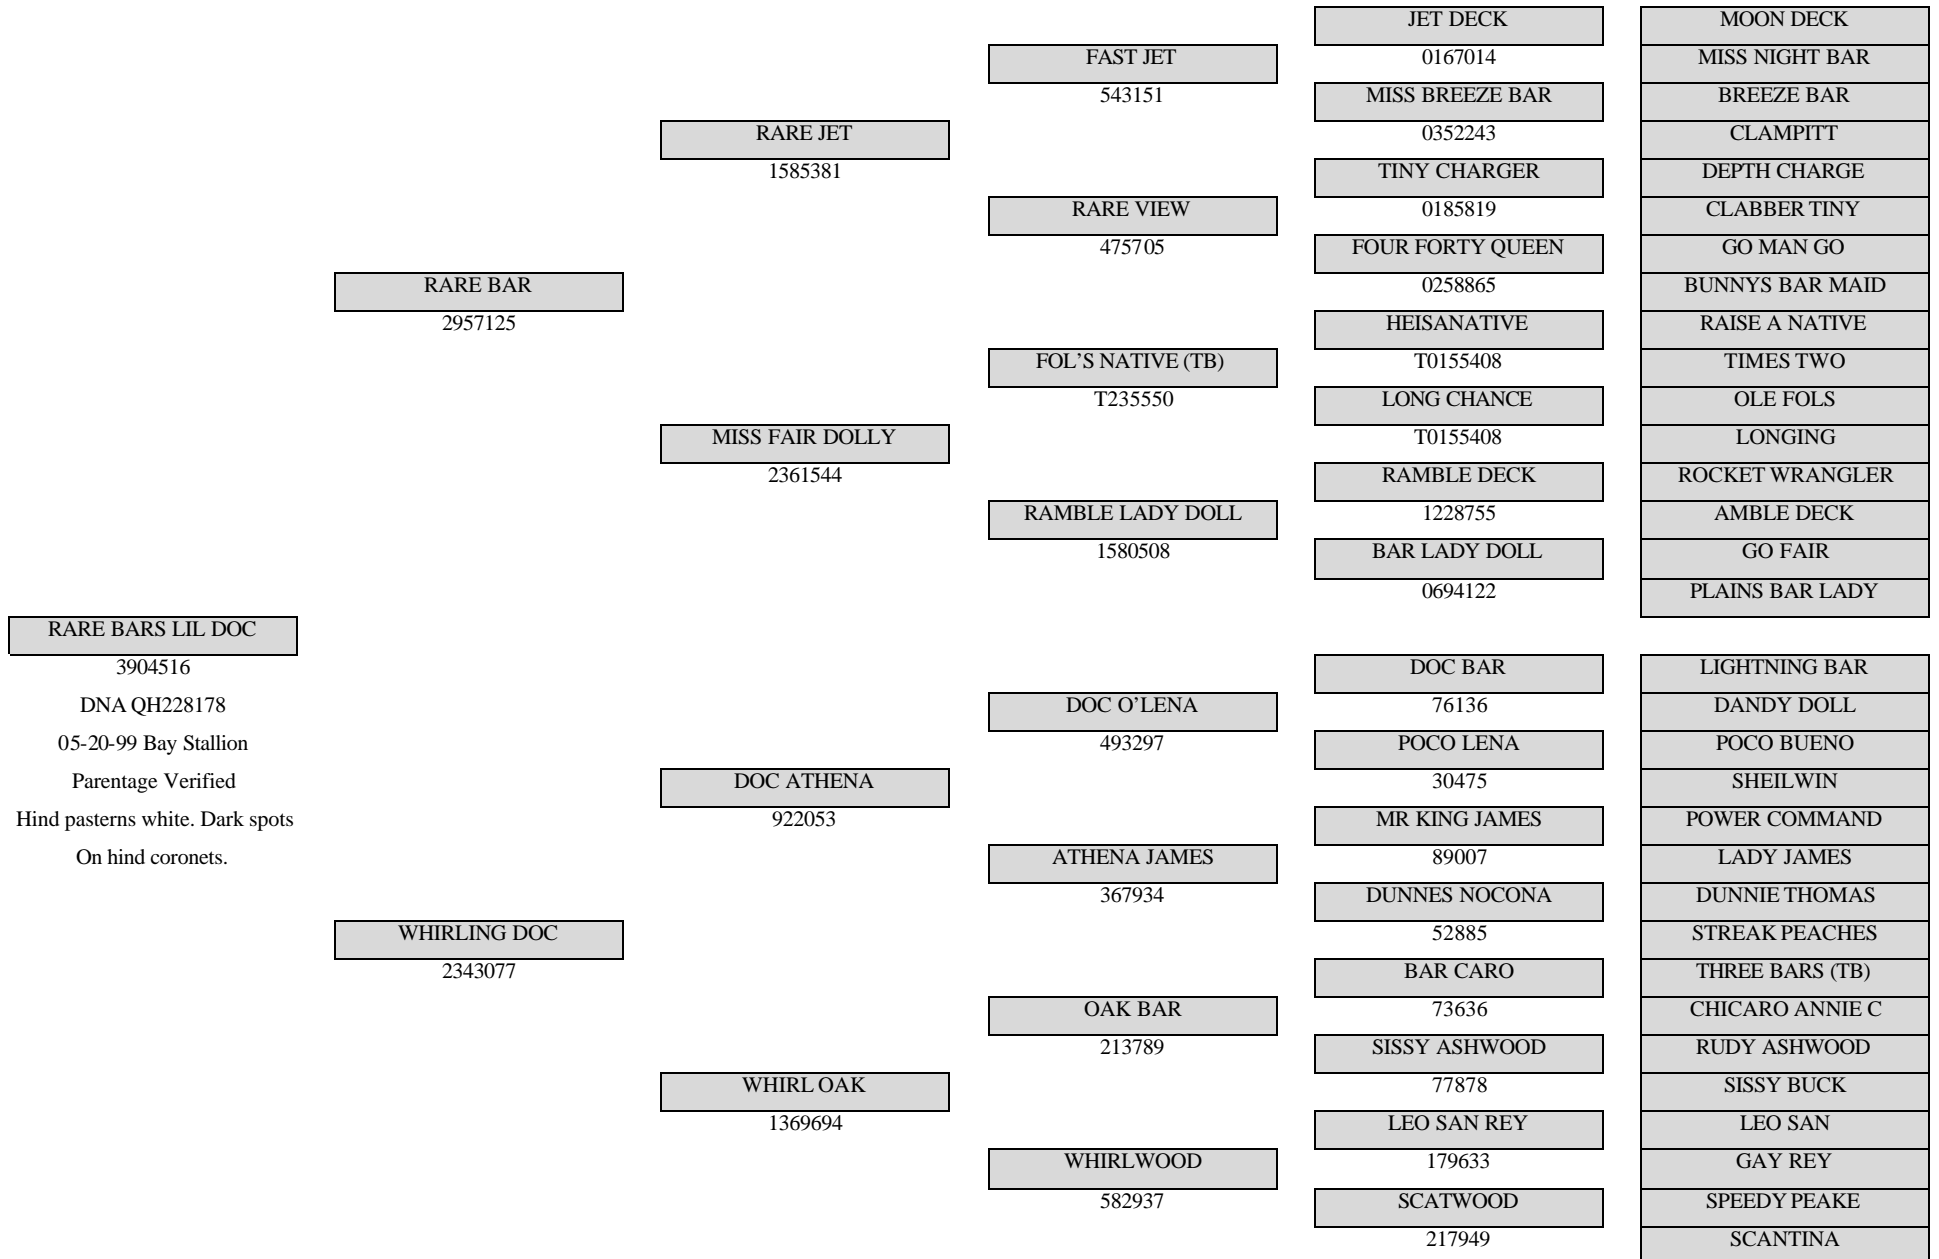 JET DECK
MOON DECK
FAST JET
0167014
MISS NIGHT BAR
543151
MISS BREEZE BAR
BREEZE BAR
RARE JET
0352243
CLAMPITT
1585381
TINY CHARGER
DEPTH CHARGE
RARE VIEW
0185819
CLABBER TINY
475705
FOUR FORTY QUEEN
GO MAN GO
RARE BAR
0258865
BUNNYS BAR MAID
2957125
HEISANATIVE
RAISE A NATIVE
FOL'S NATIVE (TB)
T0155408
TIMES TWO
T235550
LONG CHANCE
OLE FOLS
MISS FAIR DOLLY
T0155408
LONGING
2361544
RAMBLE DECK
ROCKET WRANGLER
RAMBLE LADY DOLL
1228755
AMBLE DECK
1580508
BAR LADY DOLL
GO FAIR
0694122
PLAINS BAR LADY
RARE BARS LIL DOC
3904516
DOC BAR
LIGHTNING BAR
DNA QH228178
DOC O’LENA
76136
DANDY DOLL
05-20-99 Bay Stallion
493297
POCO LENA
POCO BUENO
Parentage Verified
DOC ATHENA
30475
SHEILWIN
Hind pasterns white. Dark spots
922053
MR KING JAMES
POWER COMMAND
On hind coronets.
ATHENA JAMES
89007
LADY JAMES
367934
DUNNES NOCONA
DUNNIE THOMAS
WHIRLING DOC
52885
STREAK PEACHES
2343077
BAR CARO
THREE BARS (TB)
OAK BAR
73636
CHICARO ANNIE C
213789
SISSY ASHWOOD
RUDY ASHWOOD
WHIRL OAK
77878
SISSY BUCK
1369694
LEO SAN REY
LEO SAN
WHIRLWOOD
179633
GAY REY
582937
SCATWOOD
SPEEDY PEAKE
217949
SCANTINA